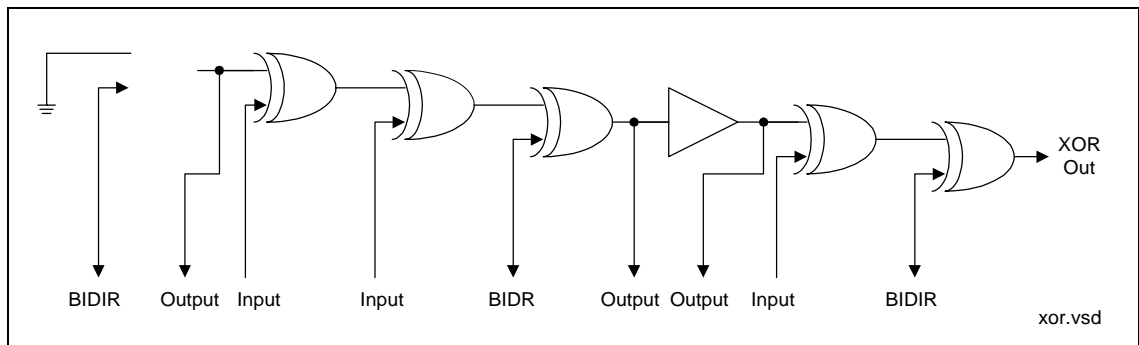 XOR
Out
BIDIR Output Input Input BIDR Output Output Input BIDIR
xor.vsd